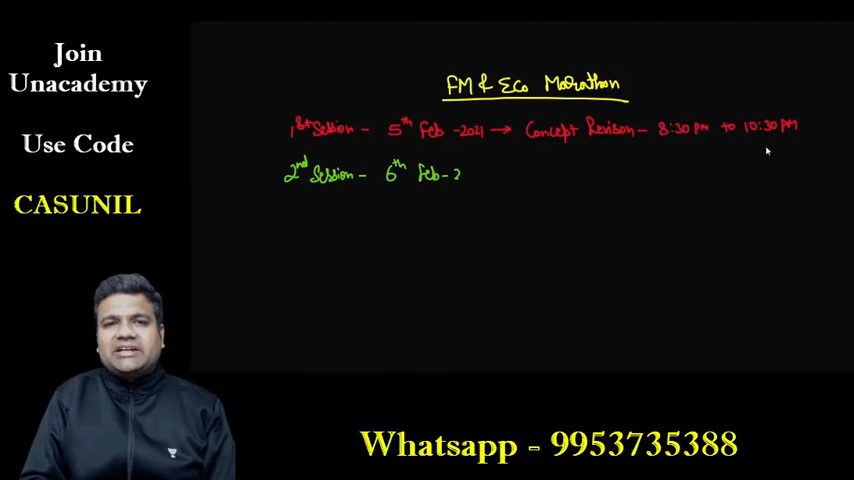 Join
Unacademy
Use Code
CASUNIL
FM & Eco Marathon
1st Session - 5th Feb -2021 → Concept Revison - 8:30 PM to 10:30 PM
2nd Session - 6th Feb- 2
Whatsapp - 9953735388